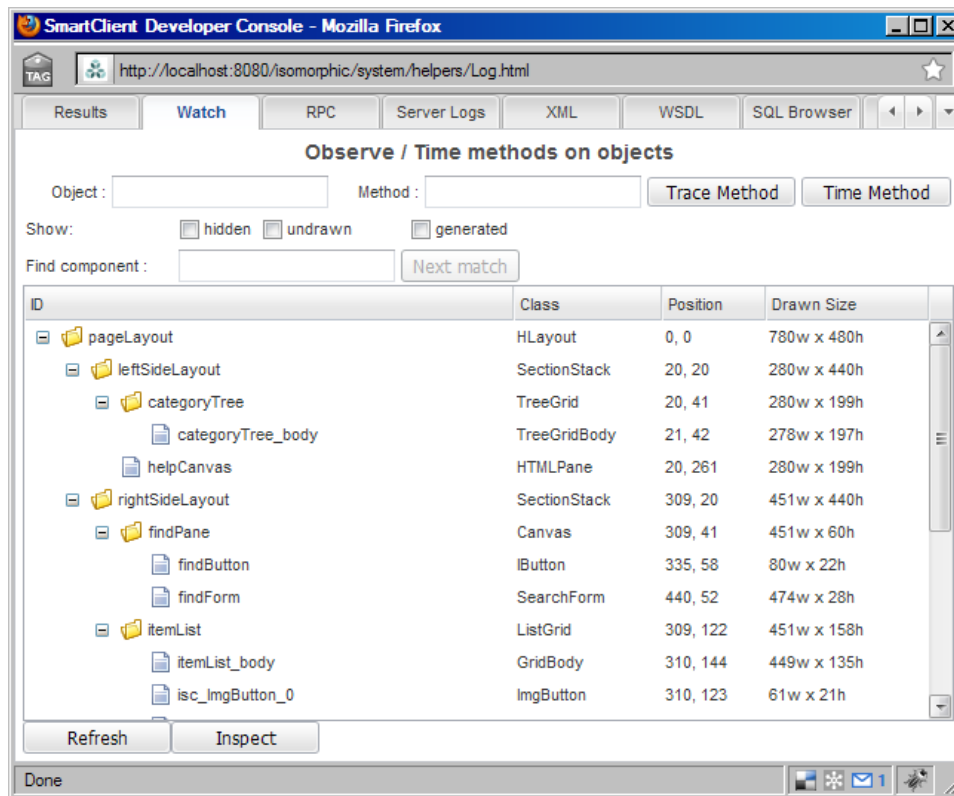 SmartClient Developer Console - Mozilla Firefox
TAG http://localhost:8080/isomorphic/system/helpers/Log.html
Results Watch RPC Server Logs XML WSDL SQL Browser
Observe / Time methods on objects
Object : Method : Trace Method Time Method
Show: hidden undrawn generated
Find component : Next match
ID Class Position Drawn Size
pageLayout HLayout 0, 0 780w x 480h
leftSideLayout SectionStack 20, 20 280w x 440h
categoryTree TreeGrid 20, 41 280w x 199h
categoryTree_body TreeGridBody 21, 42 278w x 197h
helpCanvas HTMLPane 20, 261 280w x 199h
rightSideLayout SectionStack 309, 20 451w x 440h
findPane Canvas 309, 41 451w x 60h
findButton IButton 335, 58 80w x 22h
findForm SearchForm 440, 52 474w x 28h
itemList ListGrid 309, 122 451w x 158h
itemList_body GridBody 310, 144 449w x 135h
isc_ImgButton_0 ImgButton 310, 123 61w x 21h
Refresh Inspect
Done 1